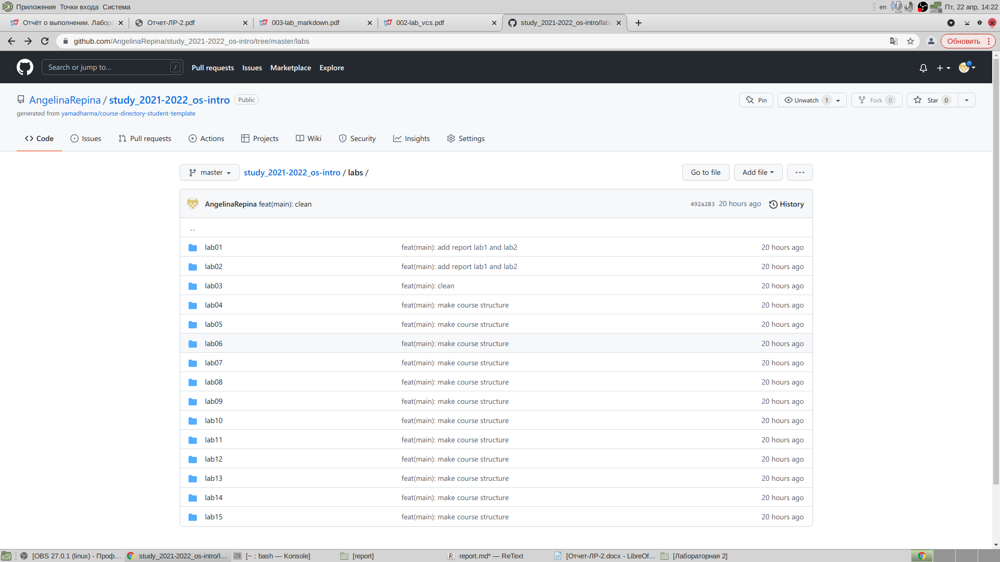 Приложения Точки входа Система
en
Пт, 22 апр, 14:22
Отчёт о выполнении. Лабора
Отчет-ЛР-2.pdf
003-lab_markdown.pdf
002-lab_vcs.pdf
study_2021-2022_os-intro/labs
github.com/AngelinaRepina/study_2021-2022_os-intro/tree/master/labs
Обновить
Search or jump to... /
Pull requests Issues Marketplace Explore
AngelinaRepina / study_2021-2022_os-intro Public
Pin
Unwatch 1
Fork 0
Star 0
generated from yamadharma/course-directory-student-template
Code Issues Pull requests Actions Projects Wiki Security Insights Settings
master study_2021-2022_os-intro / labs /
Go to file Add file ...
AngelinaRepina feat(main): clean 492a283 20 hours ago History
..
lab01 feat(main): add report lab1 and lab2 20 hours ago
lab02 feat(main): add report lab1 and lab2 20 hours ago
lab03 feat(main): clean 20 hours ago
lab04 feat(main): make course structure 20 hours ago
lab05 feat(main): make course structure 20 hours ago
lab06 feat(main): make course structure 20 hours ago
lab07 feat(main): make course structure 20 hours ago
lab08 feat(main): make course structure 20 hours ago
lab09 feat(main): make course structure 20 hours ago
lab10 feat(main): make course structure 20 hours ago
lab11 feat(main): make course structure 20 hours ago
lab12 feat(main): make course structure 20 hours ago
lab13 feat(main): make course structure 20 hours ago
lab14 feat(main): make course structure 20 hours ago
lab15 feat(main): make course structure 20 hours ago
[OBS 27.0.1 (linux) - Проф...
study_2021-2022_os-intro/l...
[~ : bash — Konsole]
[report]
report.md* — ReText
[Отчет-ЛР-2.docx - LibreOf...
[Лабораторная 2]